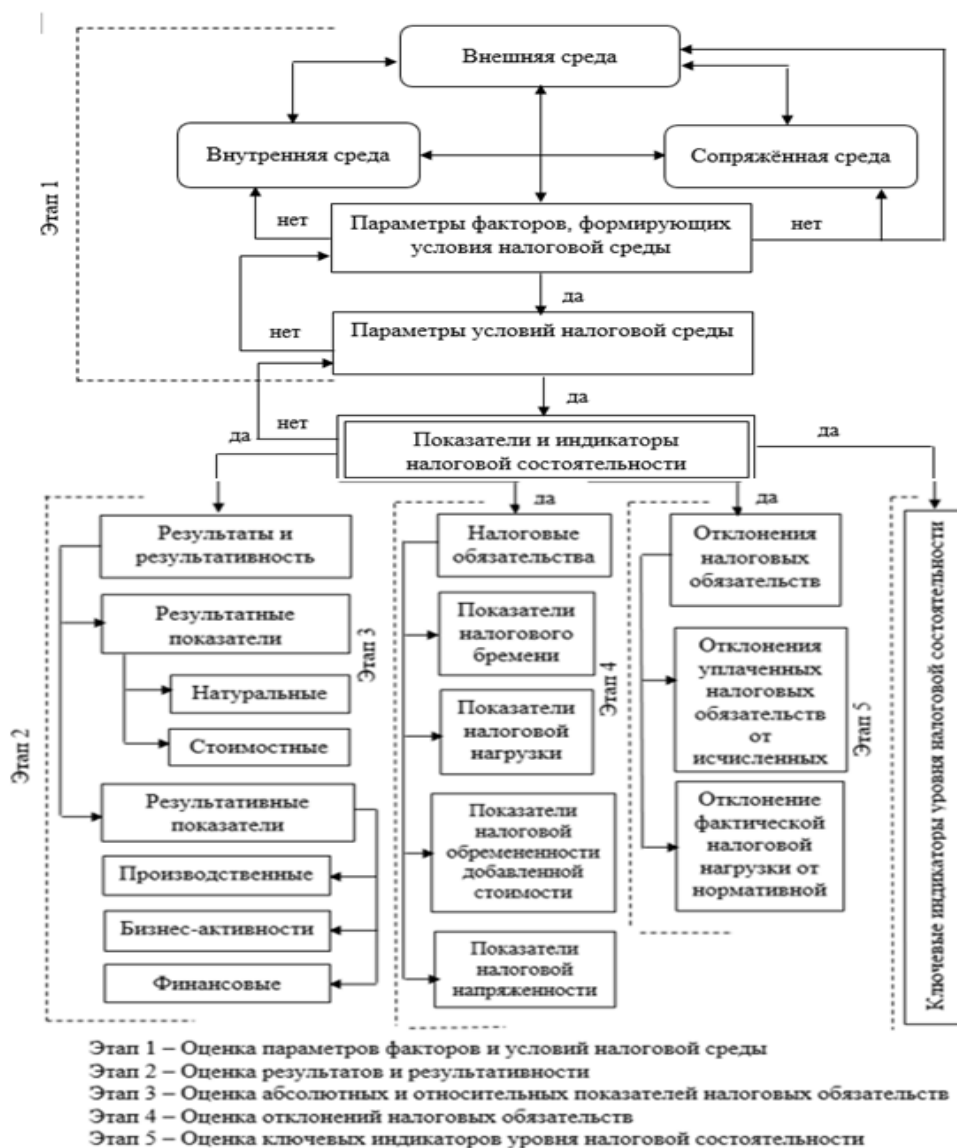 Внешняя среда
Внутренняя среда
Сопряжённая среда
Этап 1
нет
Параметры факторов, формирующих
условия налоговой среды
нет
да
нет
Параметры условий налоговой среды
да
нет
да
Показатели и индикаторы
налоговой состоятельности
да
да
да
Этап 2
Результаты и
результативность
Результатные
показатели
Натуральные
Стоимостные
Результативные
показатели
Производственные
Бизнес-активности
Финансовые
Этап 3
Налоговые
обязательства
Показатели
налогового
бремени
Показатели
налоговой
нагрузки
Показатели
налоговой
обремененности
добавленной
стоимости
Показатели
налоговой
напряженности
Этап 4
Отклонения
налоговых
обязательств
Отклонения
уплаченных
налоговых
обязательств
от
исчисленных
Отклонение
фактической
налоговой
нагрузки от
нормативной
Этап 5
Ключевые индикаторы уровня налоговой состоятельности
Этап 1 – Оценка параметров факторов и условий налоговой среды
Этап 2 – Оценка результатов и результативности
Этап 3 – Оценка абсолютных и относительных показателей налоговых обязательств
Этап 4 – Оценка отклонений налоговых обязательств
Этап 5 – Оценка ключевых индикаторов уровня налоговой состоятельности